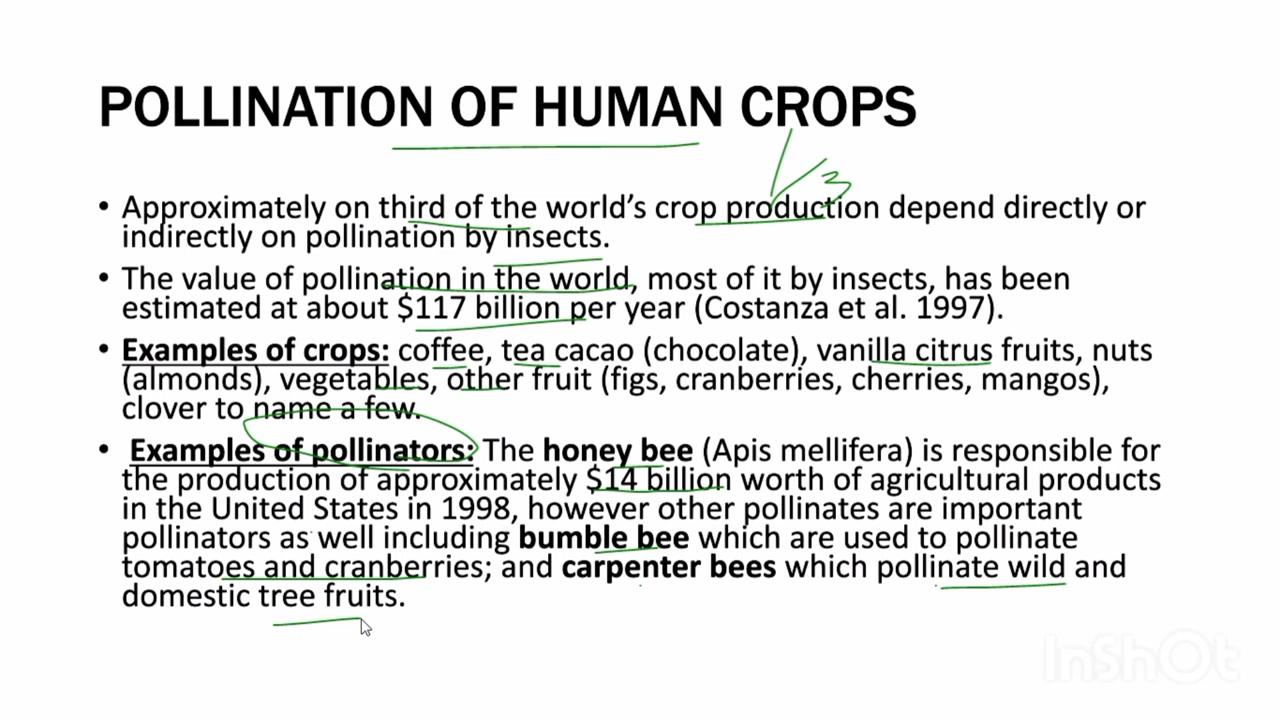 POLLINATION OF HUMAN CROPS
1/3
• Approximately on third of the world's crop production depend directly or
indirectly on pollination by insects.
• The value of pollination in the world, most of it by insects, has been
estimated at about $117 billion per year (Costanza et al. 1997).
• Examples of crops: coffee, tea cacao (chocolate), vanilla citrus fruits, nuts
(almonds), vegetables, other fruit (figs, cranberries, cherries, mangos),
clover to name a few.
• Examples of pollinators: The honey bee (Apis mellifera) is responsible for
the production of approximately $14 billion worth of agricultural products
in the United States in 1998, however other pollinates are important
pollinators as well including bumble bee which are used to pollinate
tomatoes and cranberries; and carpenter bees which pollinate wild and
domestic tree fruits.
InShOt